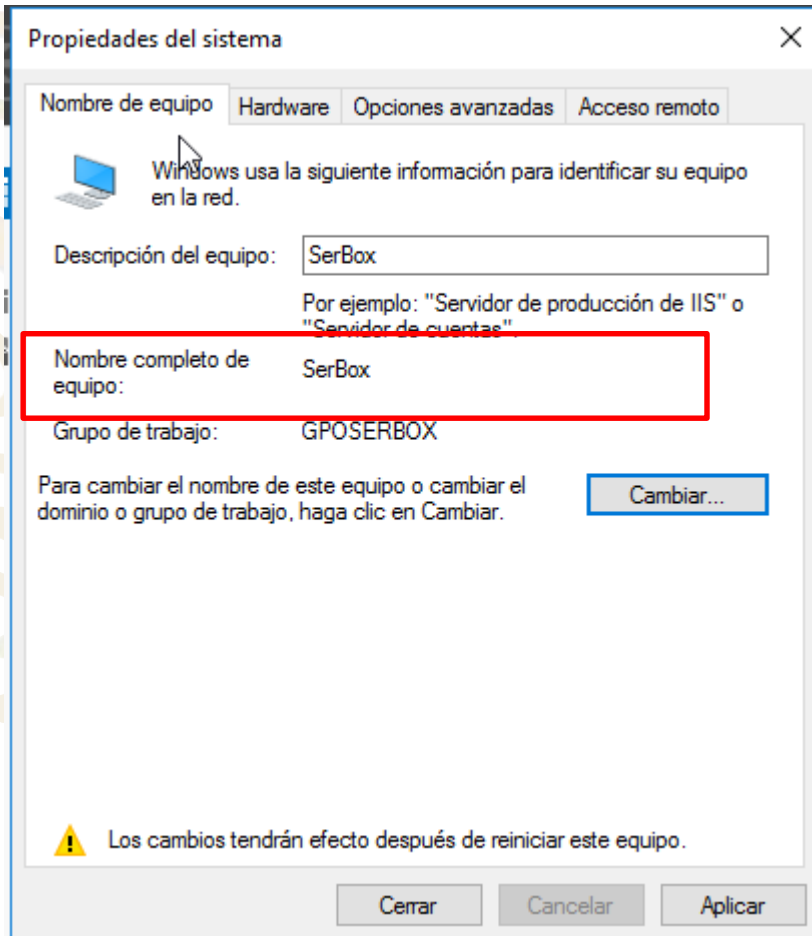 Propiedades del sistema
Nombre de equipo Hardware Opciones avanzadas Acceso remoto
Windows usa la siguiente información para identificar su equipo
en la red.
Descripción del equipo: SerBox
Por ejemplo: "Servidor de producción de IIS" o
"Servidor de cuentas".
Nombre completo de
equipo:
SerBox
Grupo de trabajo: GPOSERBOX
Para cambiar el nombre de este equipo o cambiar el
dominio o grupo de trabajo, haga clic en Cambiar.
Cambiar...
Los cambios tendrán efecto después de reiniciar este equipo.
Cerrar Cancelar Aplicar